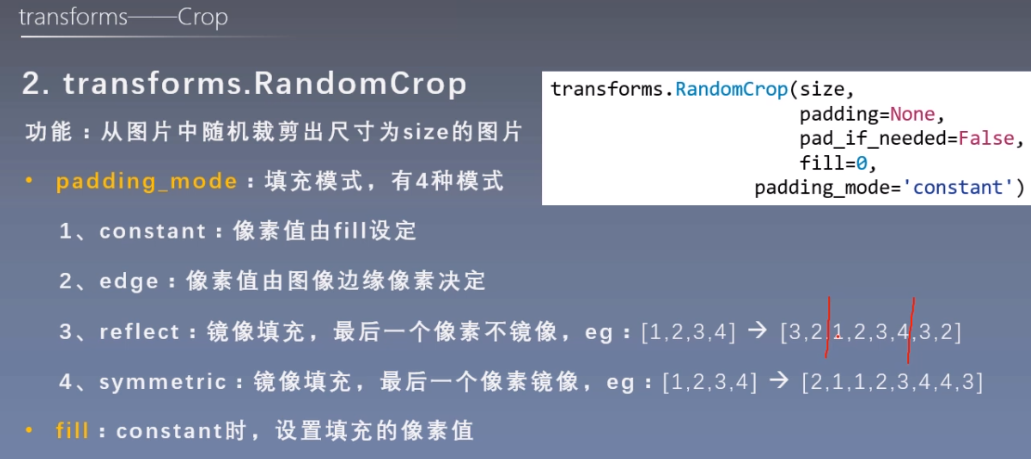 transforms——Crop
2. transforms.RandomCrop
功能：从图片中随机裁剪出尺寸为size的图片
• padding_mode：填充模式，有4种模式
1、constant：像素值由fill设定
2、edge：像素值由图像边缘像素决定
3、reflect：镜像填充，最后一个像素不镜像，eg：[1,2,3,4] → [3,2,1,2,3,4,3,2]
4、symmetric：镜像填充，最后一个像素镜像，eg：[1,2,3,4] → [2,1,1,2,3,4,4,3]
• fill：constant时，设置填充的像素值
transforms.RandomCrop(size,
padding=None,
pad_if_needed=False,
fill=0,
padding_mode='constant')